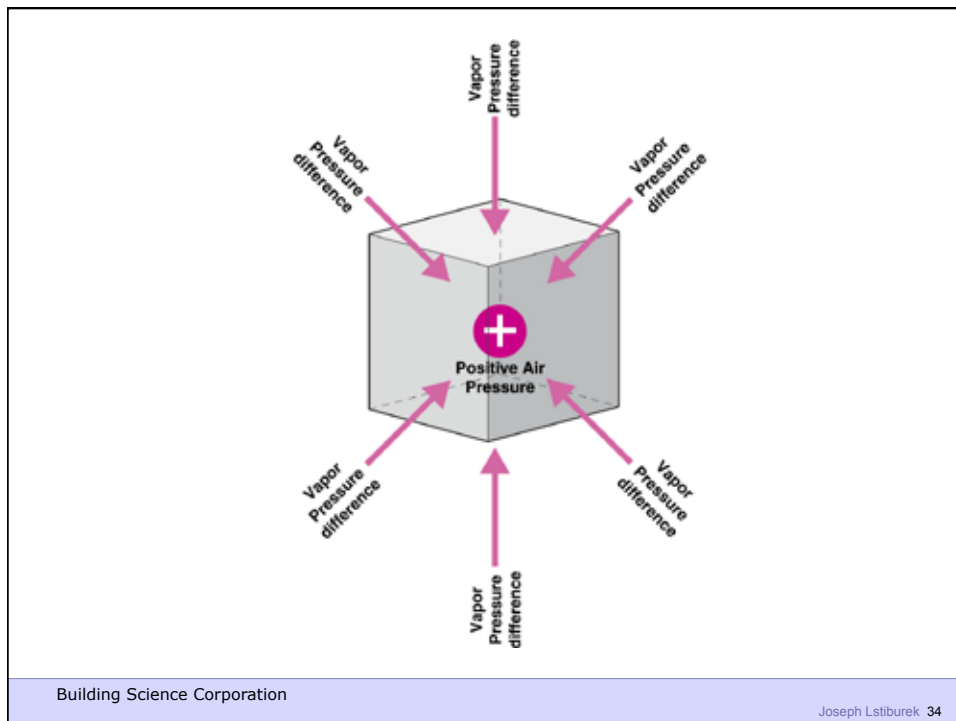 Vapor
Pressure
difference
Vapor
Pressure
difference
Vapor
Pressure
difference
Positive Air
Pressure
Vapor
Pressure
difference
Vapor
Pressure
difference
Vapor
Pressure
difference
Building Science Corporation
Joseph Lstiburek 34